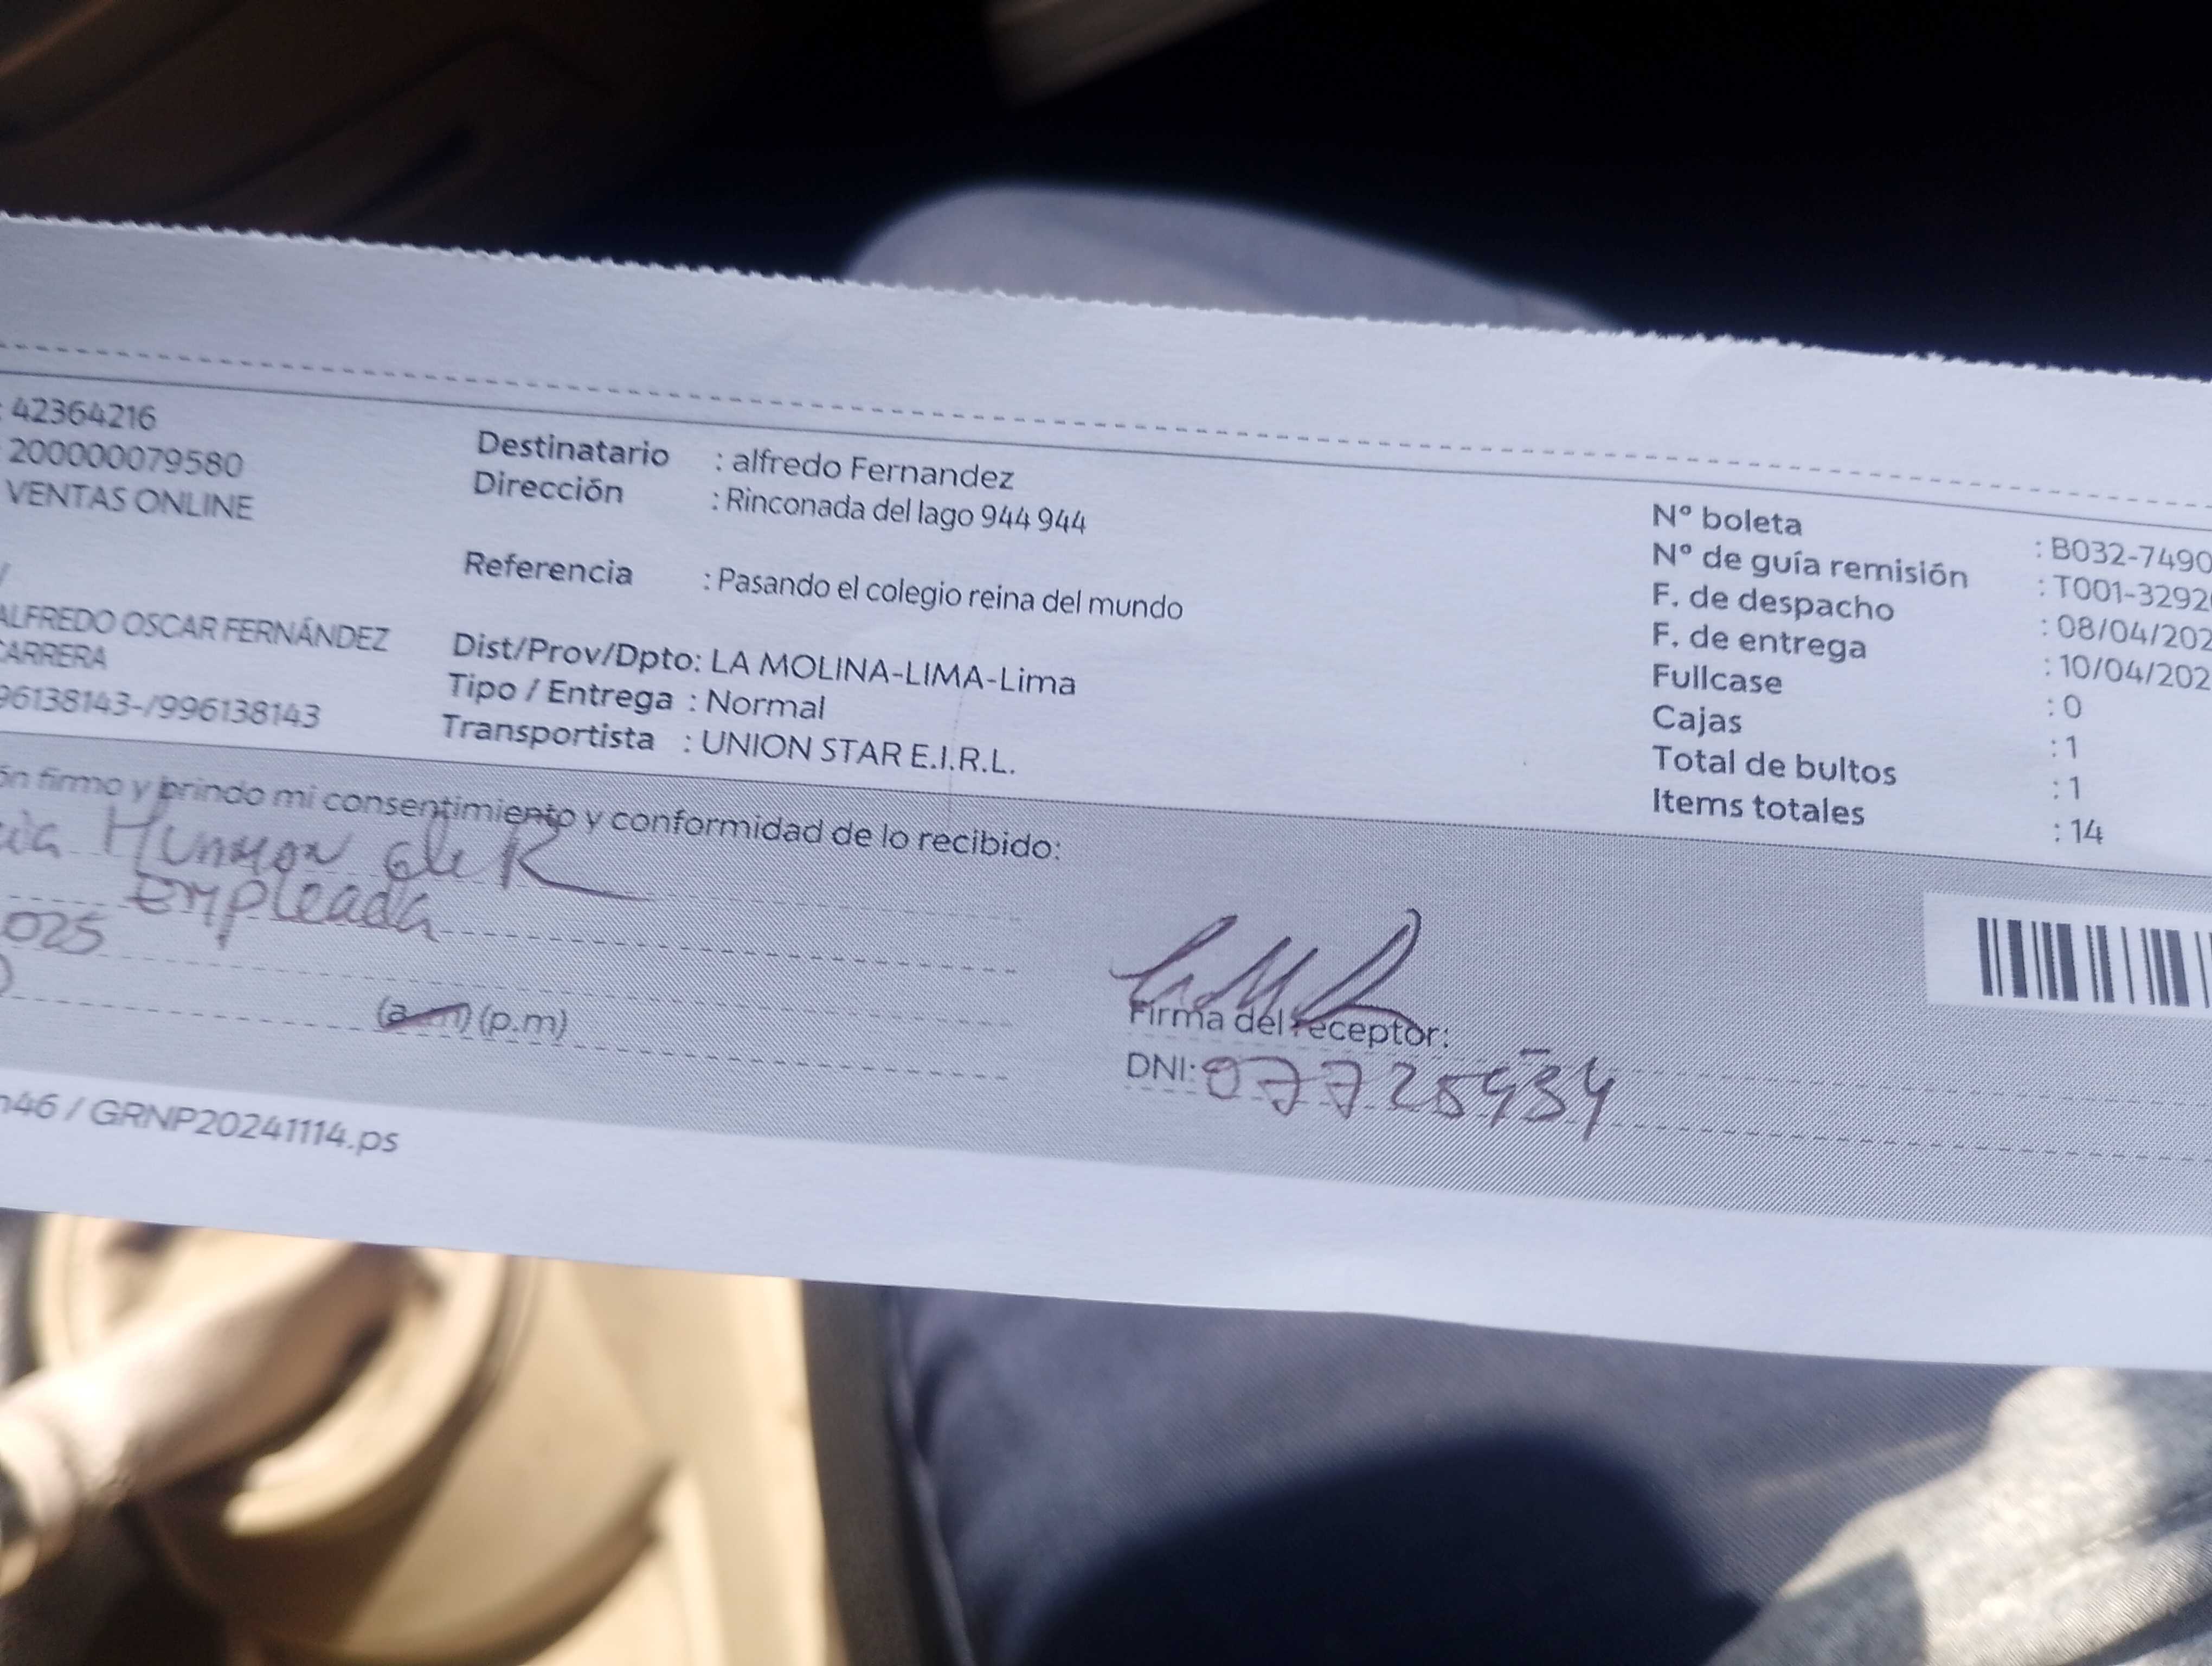 : 42364216
: 200000079580
VENTAS ONLINE
ALFREDO OSCAR FERNÁNDEZ
CARRERA
96138143-/996138143
Destinatario : alfredo Fernandez
Dirección : Rinconada del lago 944 944
Referencia : Pasando el colegio reina del mundo
Dist/Prov/Dpto: LA MOLINA-LIMA-Lima
Tipo / Entrega : Normal
Transportista : UNION STAR E.I.R.L.
N° boleta : B032-7490
N° de guía remisión : T001-3292
F. de despacho : 08/04/202
F. de entrega : 10/04/202
Fullcase : 0
Cajas : 1
Total de bultos : 1
Items totales : 14
ón firmo y brindo mi consentimiento y conformidad de lo recibido:
Empleada
025
(a.m) (p.m)
Firma del receptor:
DNI: 07725434
n46 / GRNP20241114.ps